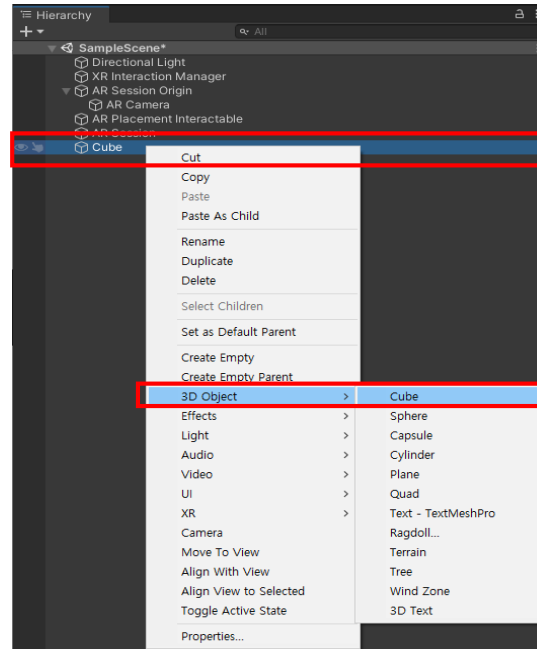 Hierarchy
All
SampleScene*
Directional Light
XR Interaction Manager
AR Session Origin
AR Camera
AR Placement Interactable
AR Session
Cube
Cut
Copy
Paste
Paste As Child
Rename
Duplicate
Delete
Select Children
Set as Default Parent
Create Empty
Create Empty Parent
3D Object > Cube
Effects > Sphere
Light > Capsule
Audio > Cylinder
Video > Plane
UI > Quad
XR > Text - TextMeshPro
Camera Ragdoll...
Move To View Terrain
Align With View Tree
Align View to Selected Wind Zone
Toggle Active State 3D Text
Properties...